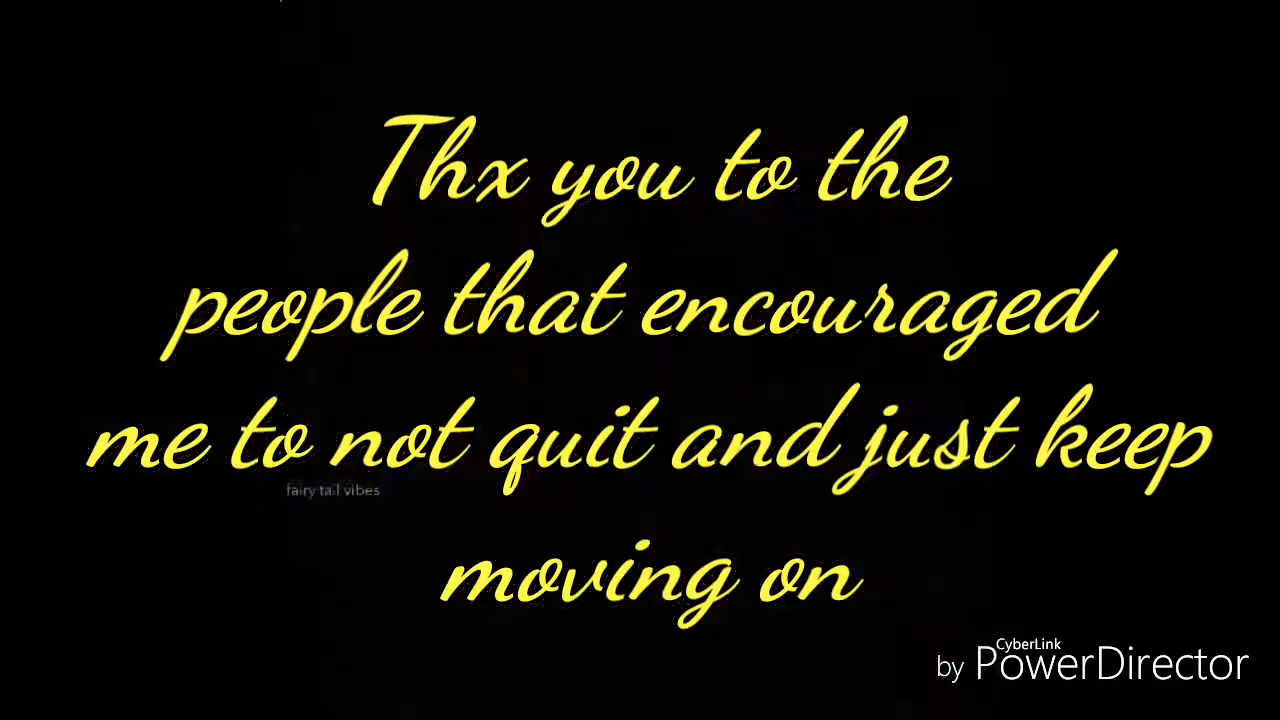 Thx you to the
people that encouraged
me to not quit and just keep
fairy tail vibes
moving on
CyberLink
by PowerDirector